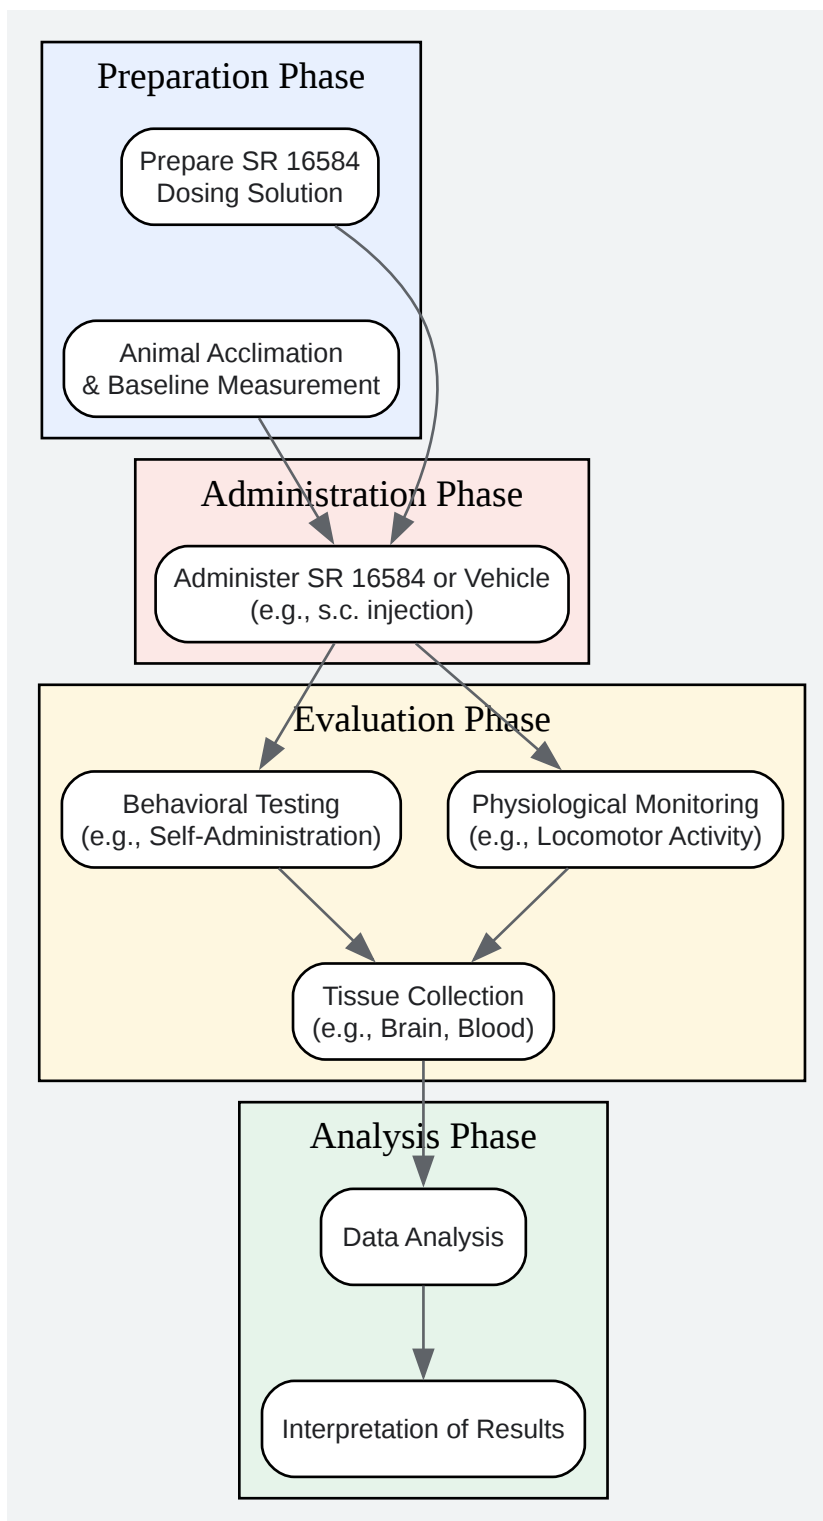 Preparation Phase
Prepare SR 16584
Dosing Solution
Animal Acclimation
& Baseline Measurement
Administration Phase
Administer SR 16584 or Vehicle
(e.g., s.c. injection)
Evaluation Phase
Behavioral Testing
(e.g., Self-Administration)
Physiological Monitoring
(e.g., Locomotor Activity)
Tissue Collection
(e.g., Brain, Blood)
Analysis Phase
Data Analysis
Interpretation of Results